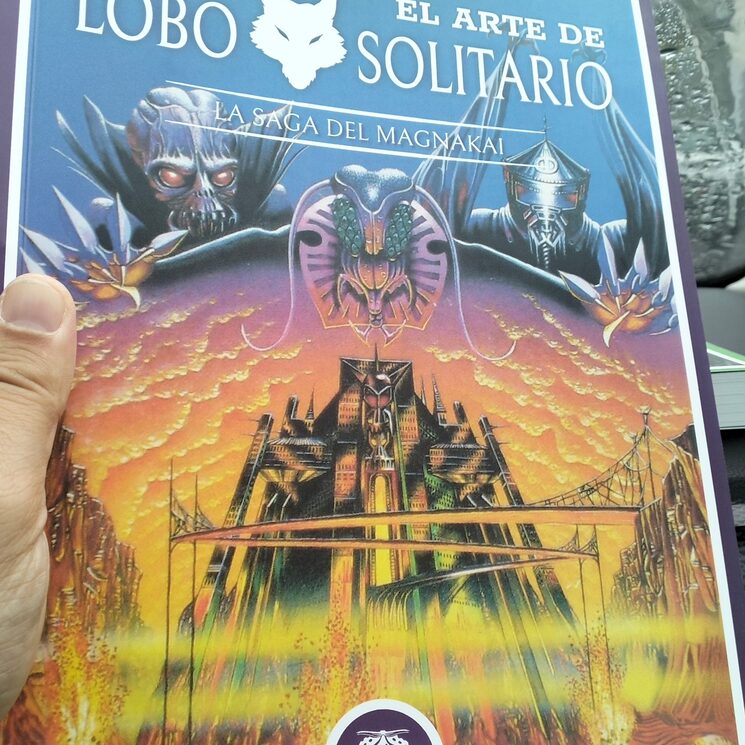 EL ARTE DE
LOBO SOLITARIO
LA SAGA DEL MAGNAKAI